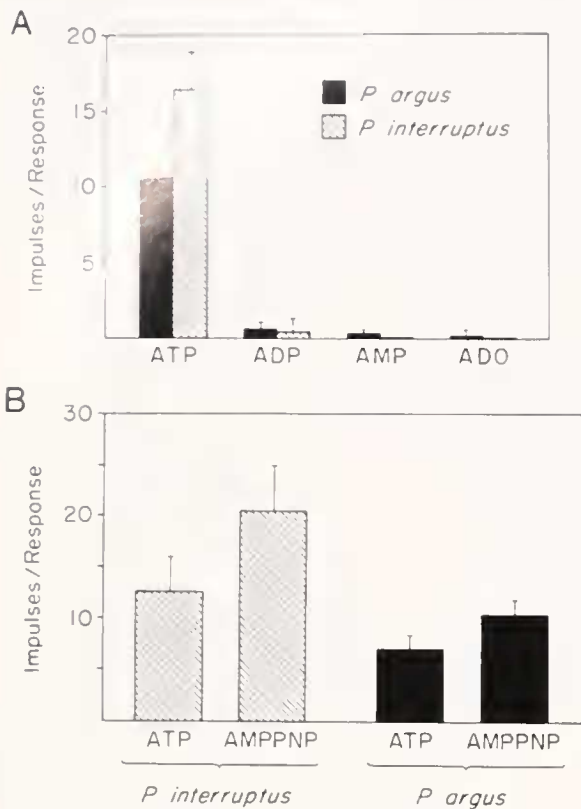 A
20
15
10
5
Impulses/Response
P argus
P interruptus
ATP ADP AMP ADO
B
30
20
10
Impulses/Response
ATP AMPPNP ATP AMPPNP
P interruptus P argus